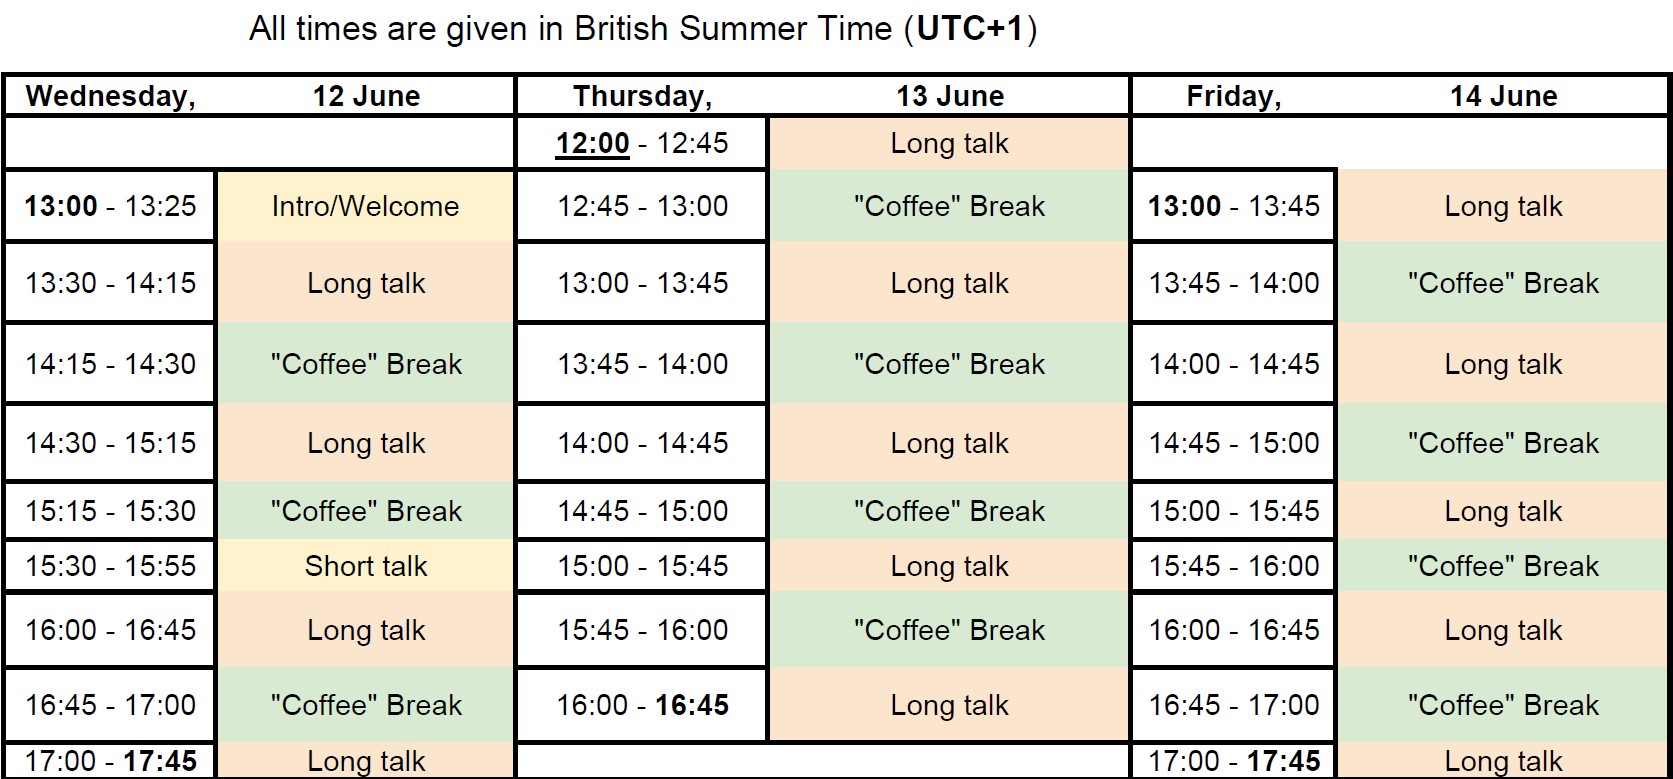 All times are given in British Summer Time (UTC+1)
Wednesday, 12 June Thursday, 13 June Friday, 14 June
12:00 - 12:45 Long talk
13:00 - 13:25 Intro/Welcome 12:45 - 13:00 "Coffee" Break 13:00 - 13:45 Long talk
13:30 - 14:15 Long talk 13:00 - 13:45 Long talk 13:45 - 14:00 "Coffee" Break
14:15 - 14:30 "Coffee" Break 13:45 - 14:00 "Coffee" Break 14:00 - 14:45 Long talk
14:30 - 15:15 Long talk 14:00 - 14:45 Long talk 14:45 - 15:00 "Coffee" Break
15:15 - 15:30 "Coffee" Break 14:45 - 15:00 "Coffee" Break 15:00 - 15:45 Long talk
15:30 - 15:55 Short talk 15:00 - 15:45 Long talk 15:45 - 16:00 "Coffee" Break
16:00 - 16:45 Long talk 15:45 - 16:00 "Coffee" Break 16:00 - 16:45 Long talk
16:45 - 17:00 "Coffee" Break 16:00 - 16:45 Long talk 16:45 - 17:00 "Coffee" Break
17:00 - 17:45 Long talk 17:00 - 17:45 Long talk